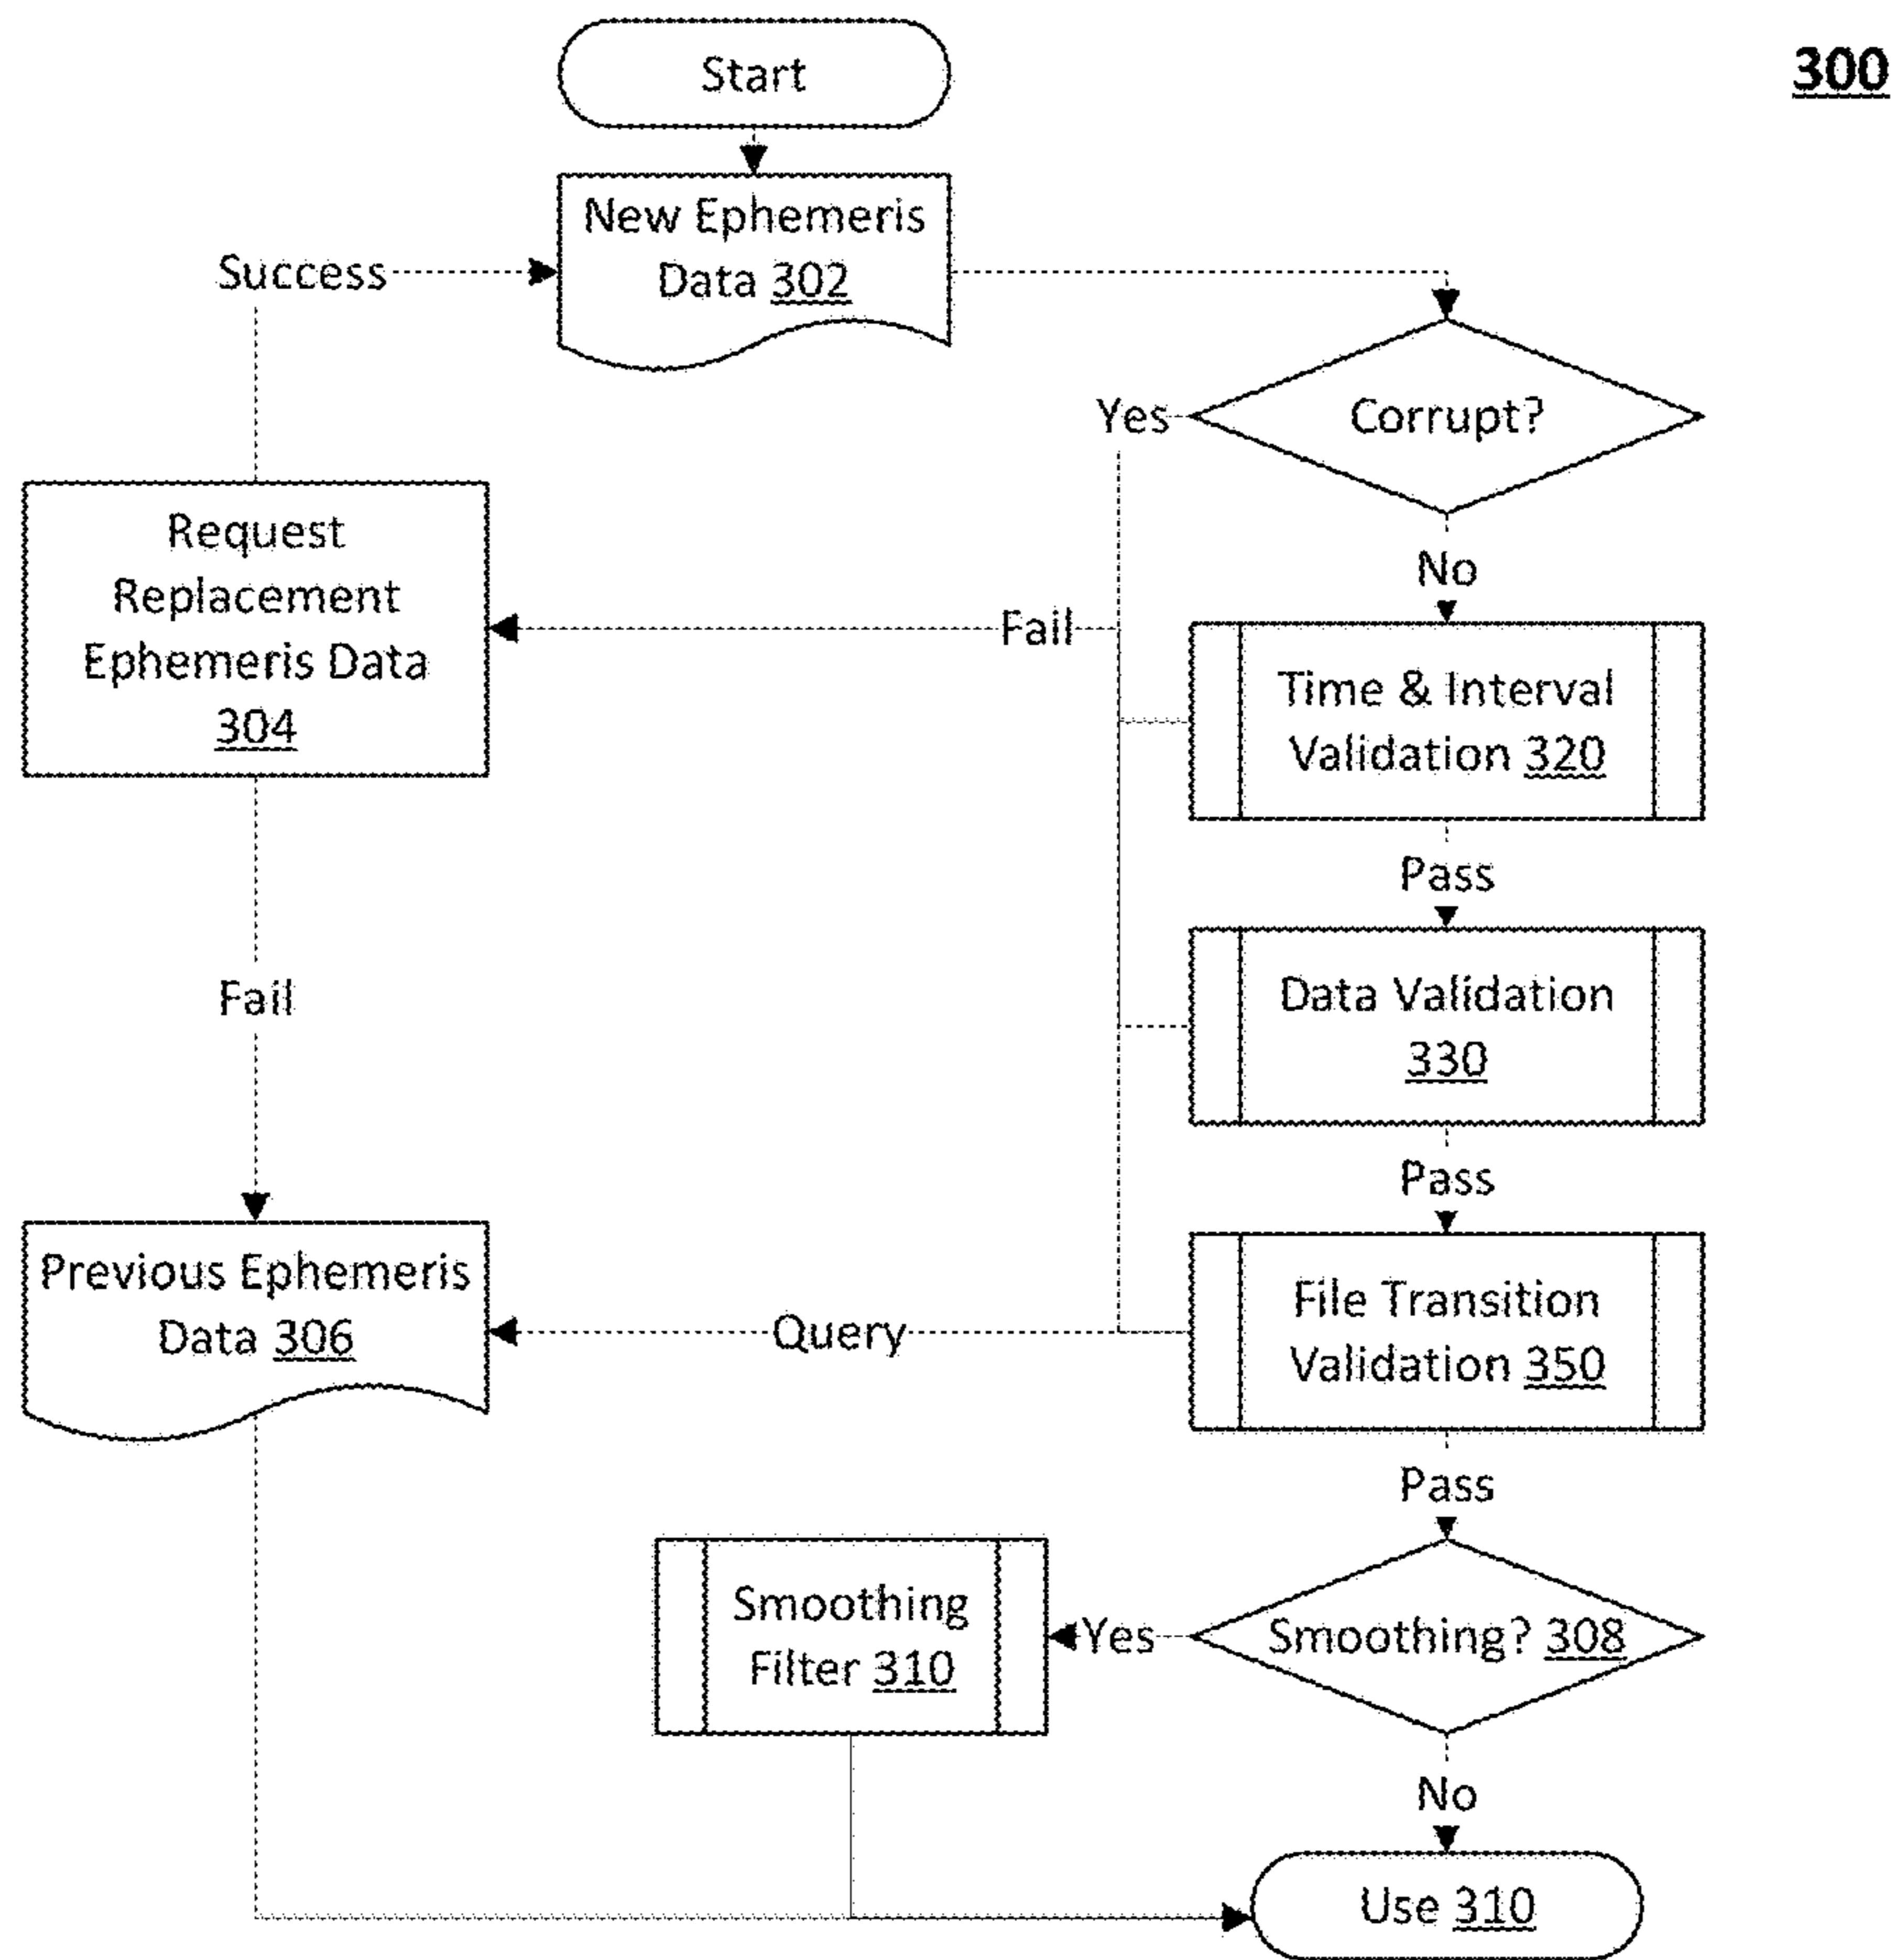 300
Start
New Ephemeris
Data 302
Success
Corrupt?
Yes
No
Request
Replacement
Ephemeris Data
304
Fail
Time & Interval
Validation 320
Pass
Data Validation
330
Fail
Pass
Previous Ephemeris
Data 306
Query
File Transition
Validation 350
Pass
Smoothing
Filter 310
Yes
Smoothing? 308
No
Use 310